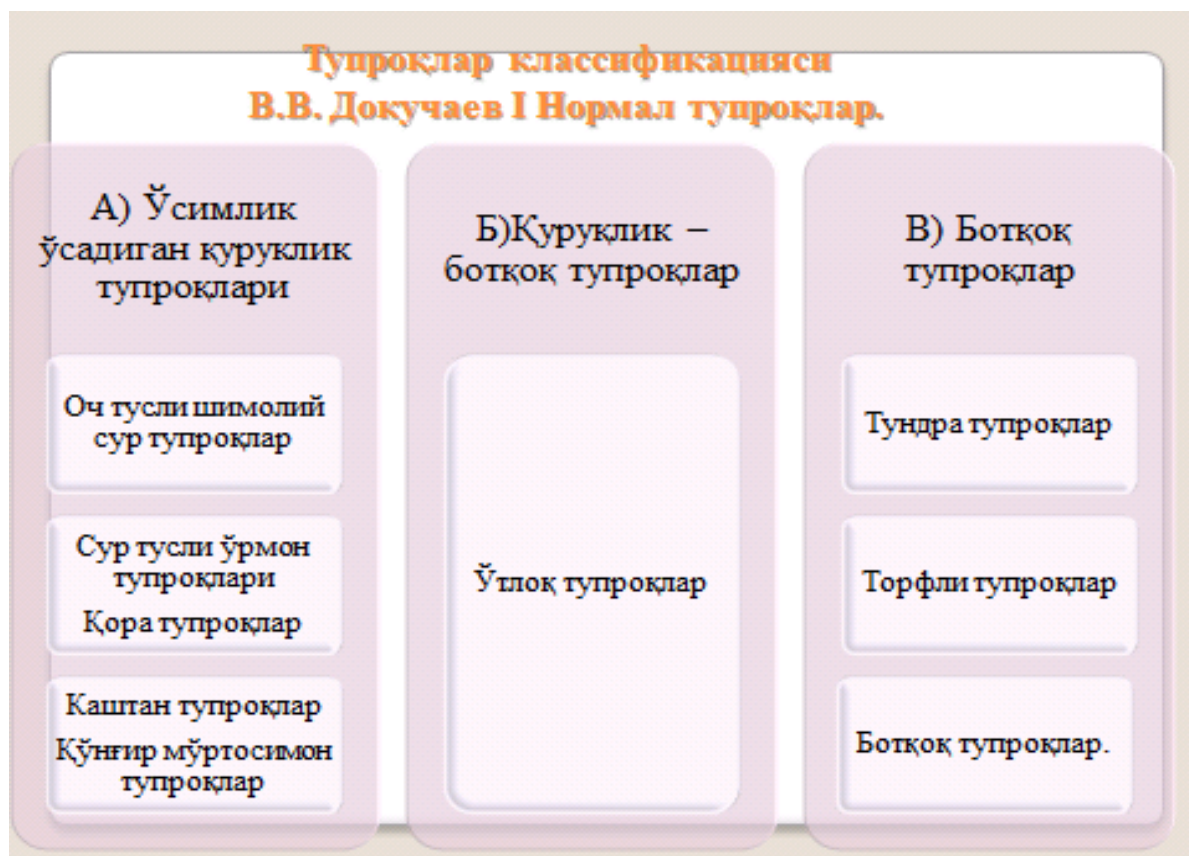 Тупроқлар классификацияси
В.В. Докучаев I Нормал тупроқлар.
А) Ўсимлик
ўсадиган қуруклик
тупроқлари
Оч тусли шимолий
сур тупроқлар
Сур тусли ўрмон
тупроқлари
Қора тупроқлар
Каштан тупроқлар
Қўнғир мўртосимон
тупроқлар
Б)Қуруқлик –
ботқоқ тупроқлар
Ўтлоқ тупроқлар
В) Ботқоқ
тупроқлар
Тундра тупроқлар
Торфли тупроқлар
Ботқоқ тупроқлар.